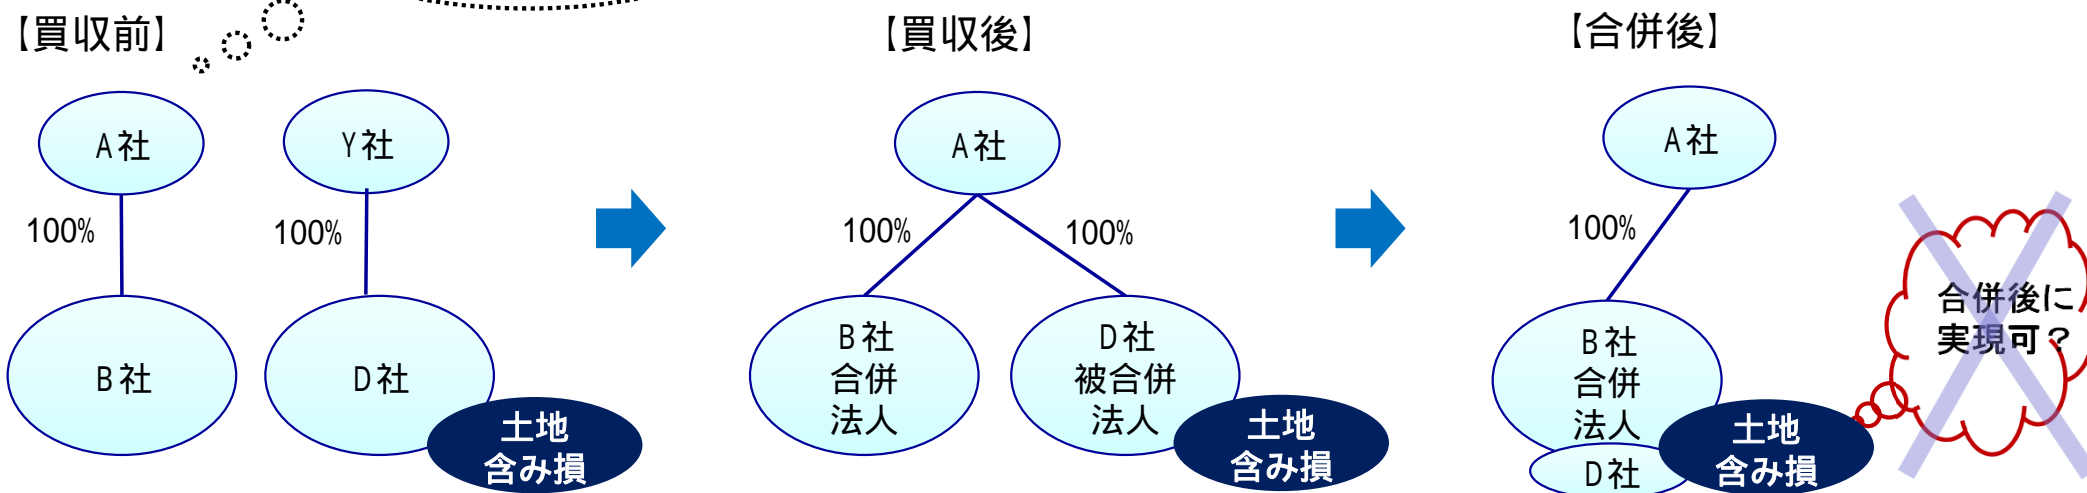 【買収前】
A社
Y社
100%
100%
B社
D社
土地
含み損
【買収後】
A社
100%
100%
B社
合併
法人
D社
被合併
法人
土地
含み損
【合併後】
A社
100%
B社
合併
法人
D社
土地
含み損
合併後に
実現可？